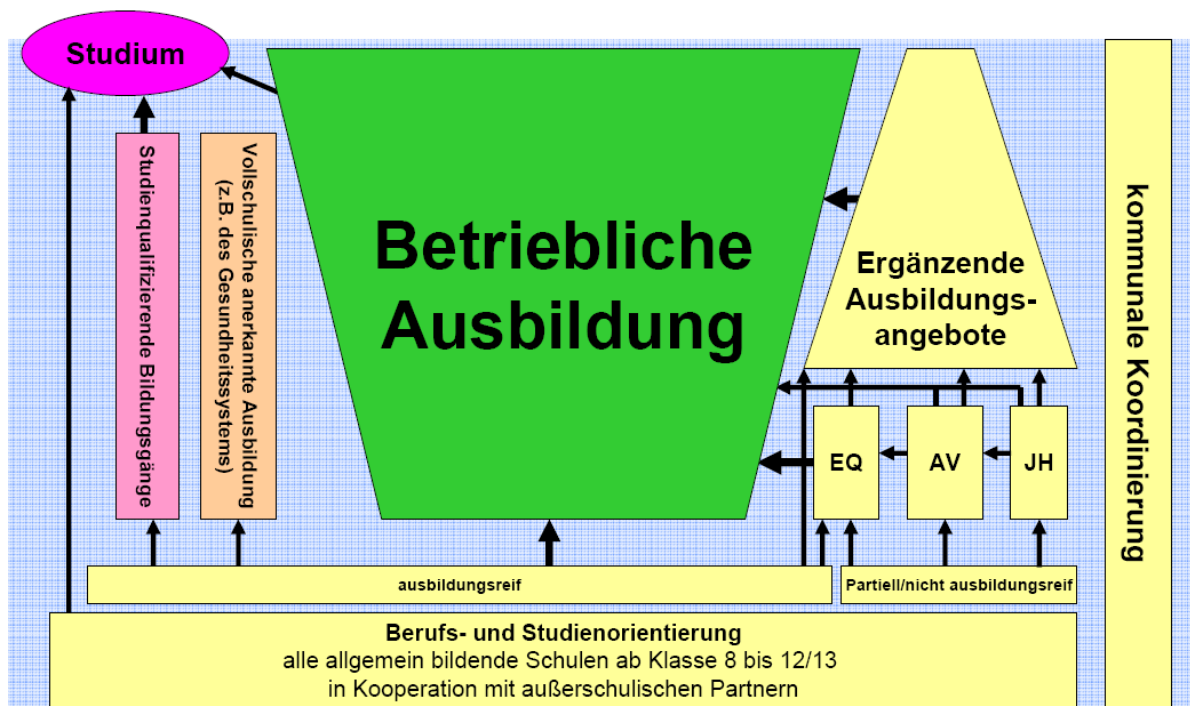 Studium
Studienqualifizierende Bildungsgänge
Vollschulische anerkannte Ausbildung
(z.B. des Gesundheitssystems)
Betriebliche
Ausbildung
Ergänzende
Ausbildungs-
angebote
kommunale Koordinierung
EQ
AV
JH
ausbildungsreif
Partiell/nicht ausbildungsreif
Berufs- und Studienorientierung
alle allgemein bildende Schulen ab Klasse 8 bis 12/13
in Kooperation mit außerschulischen Partnern